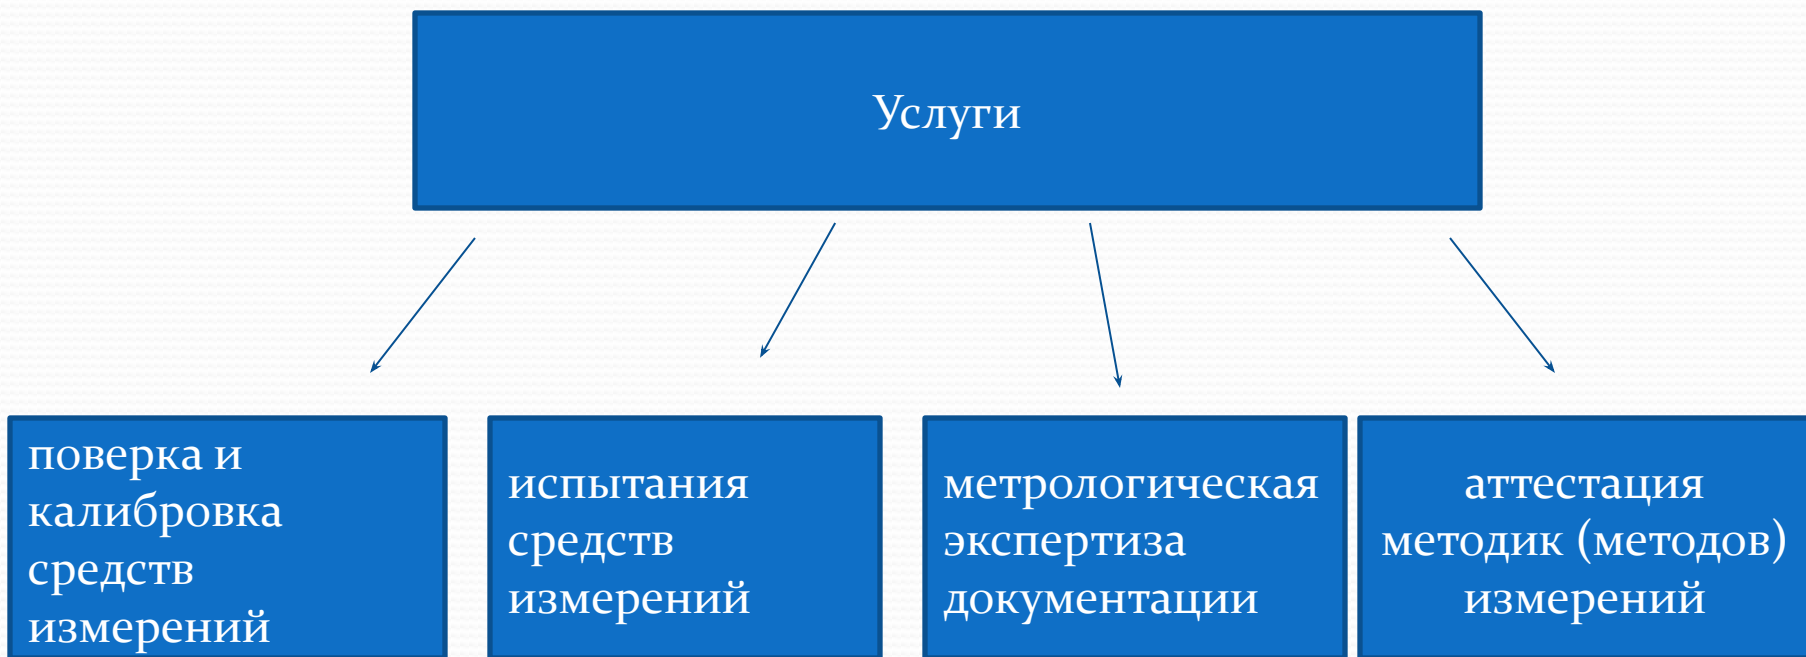 Услуги
поверка и
калибровка
средств
измерений
испытания
средств
измерений
метрологическая
экспертиза
документации
аттестация
методик (методов)
измерений